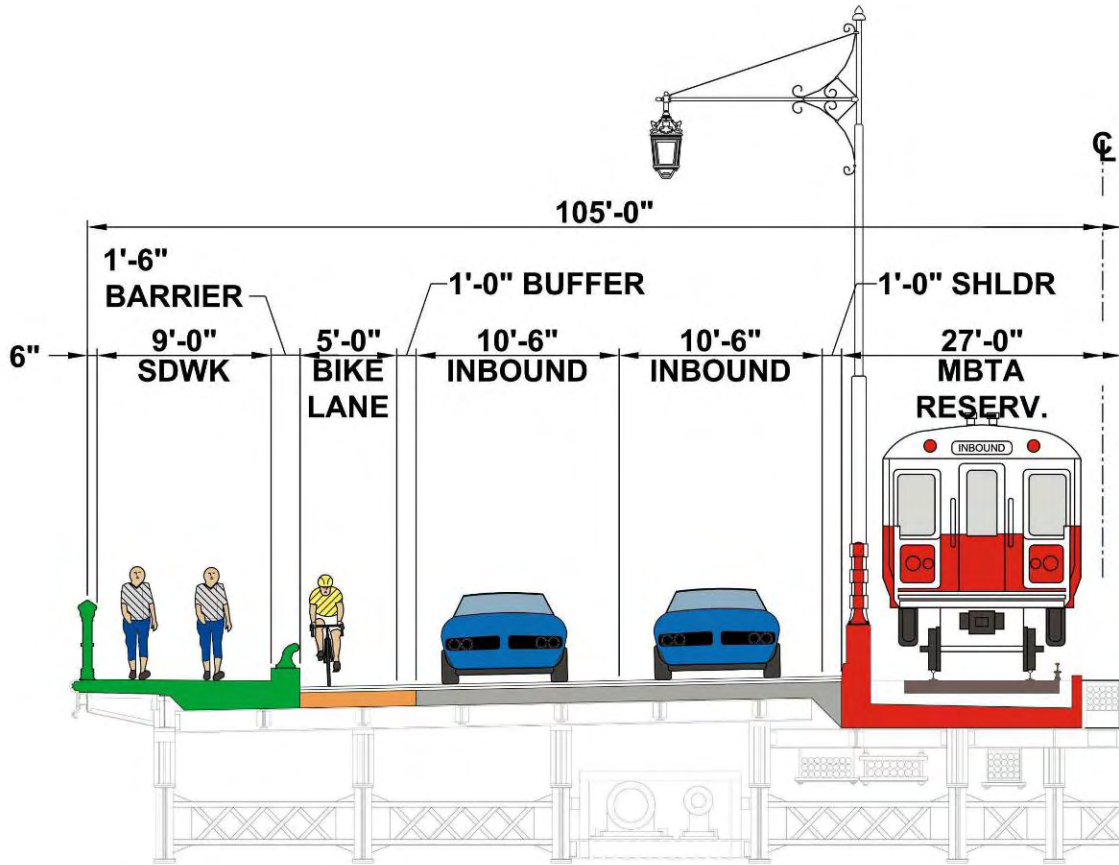 ℄
105'-0"
1'-6"
BARRIER
1'-0" BUFFER
1'-0" SHLDR
6"
9'-0"
SDWK
5'-0"
BIKE
LANE
10'-6"
INBOUND
10'-6"
INBOUND
27'-0"
MBTA
RESERV.
INBOUND